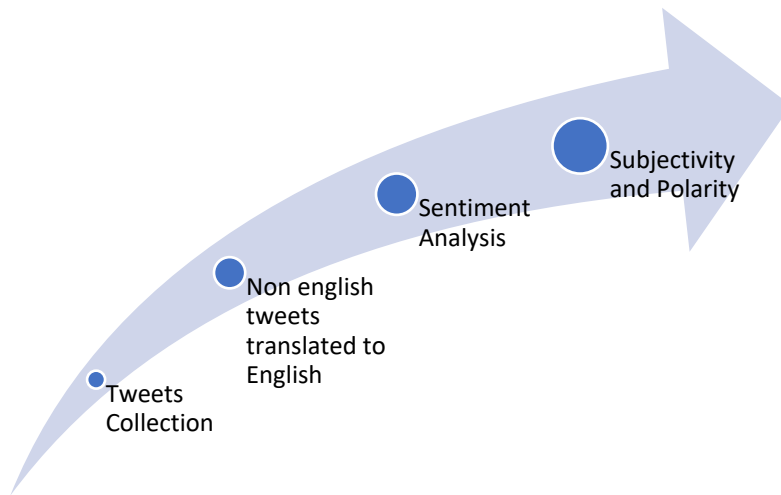 Tweets
Collection
Non english
tweets
translated to
English
Sentiment
Analysis
Subjectivity
and Polarity